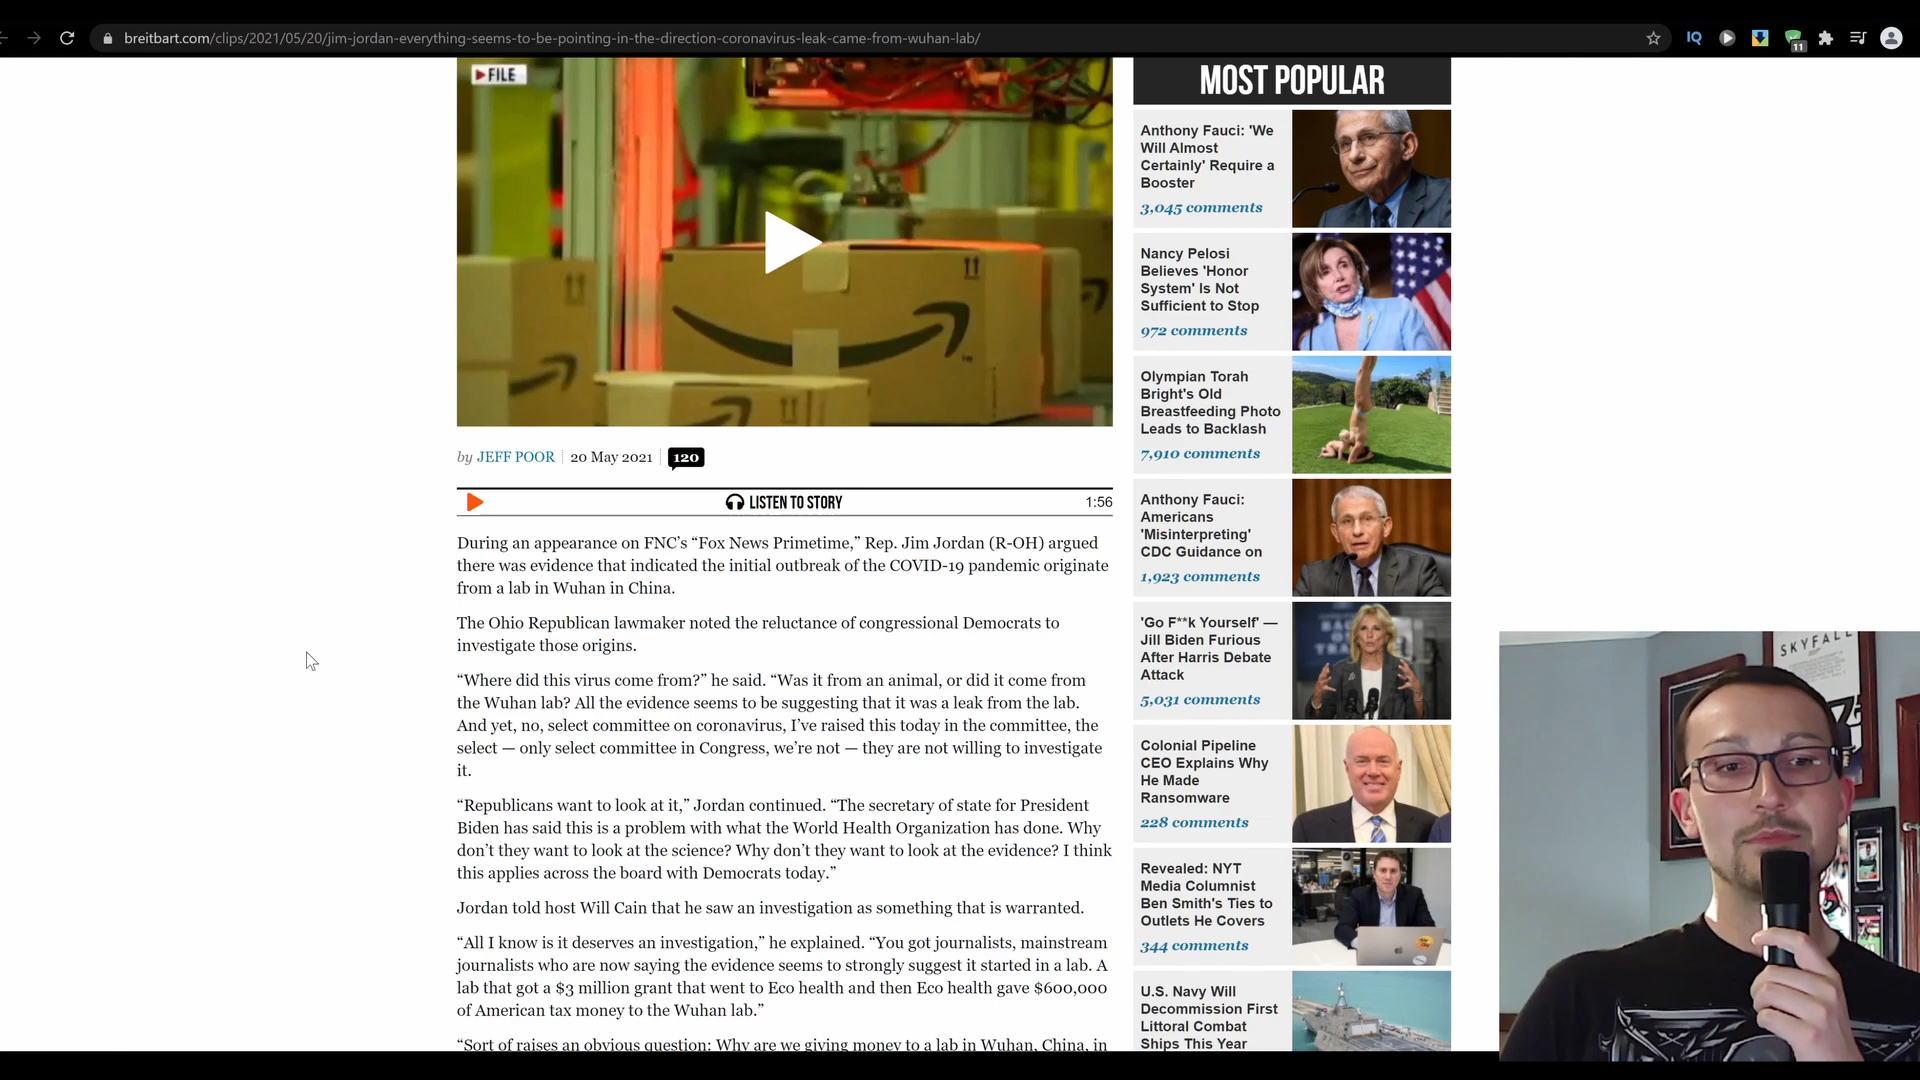 breitbart.com/clips/2021/05/20/jim-jordan-everything-seems-to-be-pointing-in-the-direction-coronavirus-leak-came-from-wuhan-lab/
IQ
11
FILE
by JEFF POOR | 20 May 2021 | 120
LISTEN TO STORY
1:56
During an appearance on FNC’s “Fox News Primetime,” Rep. Jim Jordan (R-OH) argued
there was evidence that indicated the initial outbreak of the COVID-19 pandemic originate
from a lab in Wuhan in China.
The Ohio Republican lawmaker noted the reluctance of congressional Democrats to
investigate those origins.
“Where did this virus come from?” he said. “Was it from an animal, or did it come from
the Wuhan lab? All the evidence seems to be suggesting that it was a leak from the lab.
And yet, no, select committee on coronavirus, I’ve raised this today in the committee, the
select — only select committee in Congress, we’re not — they are not willing to investigate
it.
“Republicans want to look at it,” Jordan continued. “The secretary of state for President
Biden has said this is a problem with what the World Health Organization has done. Why
don’t they want to look at the science? Why don’t they want to look at the evidence? I think
this applies across the board with Democrats today.”
Jordan told host Will Cain that he saw an investigation as something that is warranted.
“All I know is it deserves an investigation,” he explained. “You got journalists, mainstream
journalists who are now saying the evidence seems to strongly suggest it started in a lab. A
lab that got a $3 million grant that went to Eco health and then Eco health gave $600,000
of American tax money to the Wuhan lab.”
“Sort of raises an obvious question: Why are we giving money to a lab in Wuhan, China, in
MOST POPULAR
Anthony Fauci: 'We
Will Almost
Certainly' Require a
Booster
3,045 comments
Nancy Pelosi
Believes 'Honor
System' Is Not
Sufficient to Stop
972 comments
Olympian Torah
Bright's Old
Breastfeeding Photo
Leads to Backlash
7,910 comments
Anthony Fauci:
Americans
'Misinterpreting'
CDC Guidance on
1,923 comments
'Go F**k Yourself' —
Jill Biden Furious
After Harris Debate
Attack
5,031 comments
Colonial Pipeline
CEO Explains Why
He Made
Ransomware
228 comments
Revealed: NYT
Media Columnist
Ben Smith's Ties to
Outlets He Covers
344 comments
U.S. Navy Will
Decommission First
Littoral Combat
Ships This Year
SKYFALL